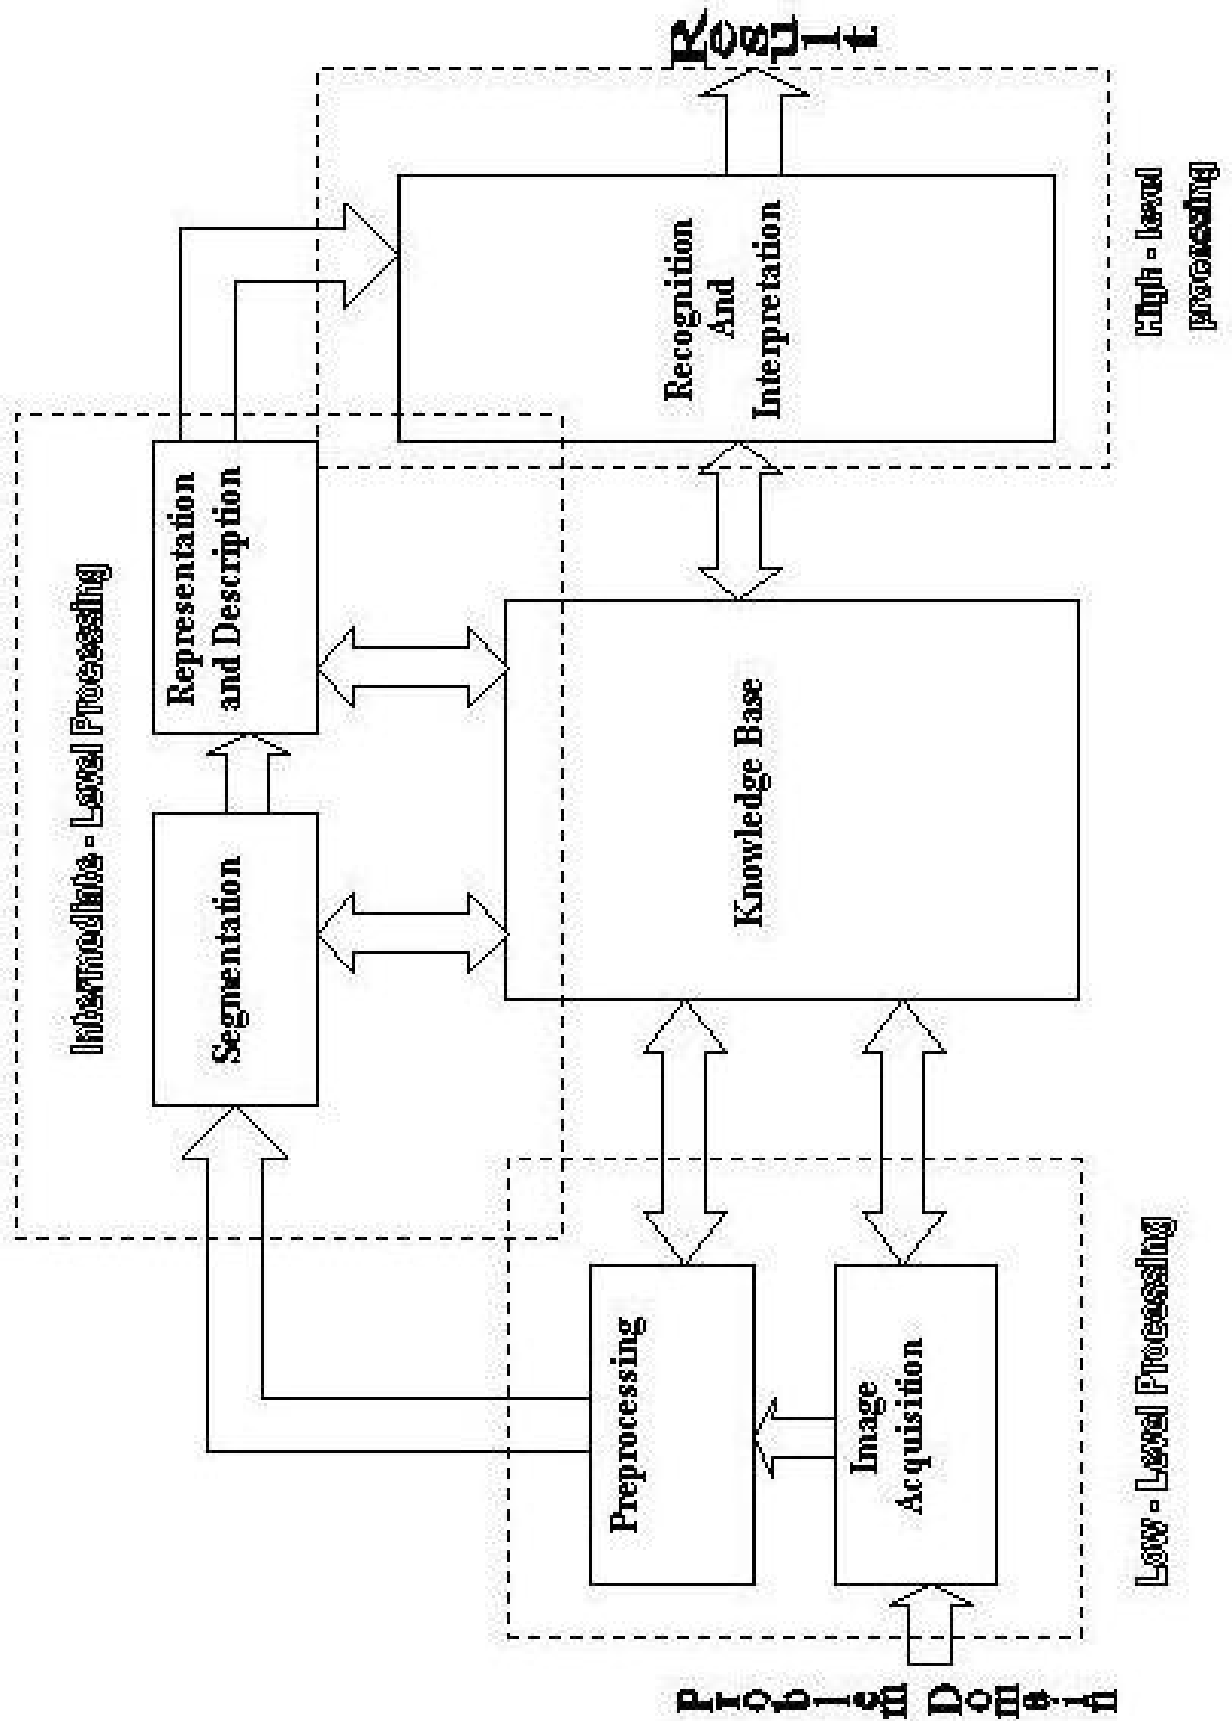 Problem Domain
Image
Acquisition
Preprocessing
Low - Level Processing
Segmentation
Representation
and Description
Intermediate - Level Processing
Knowledge Base
Recognition
And
Interpretation
High - level
processing
Result